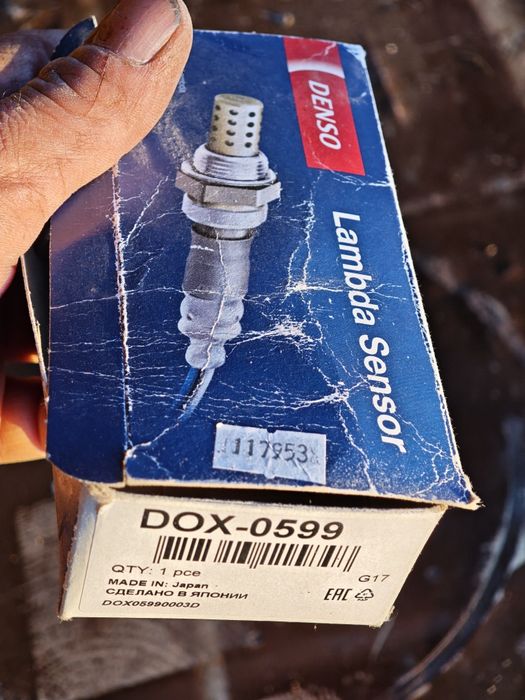 DENSO
Lambda Sensor
117953
DOX-0599
QTY: 1 pce
G17
MADE IN: Japan
СДЕЛАНО В ЯПОНИИ
EAC
DOX05990003D